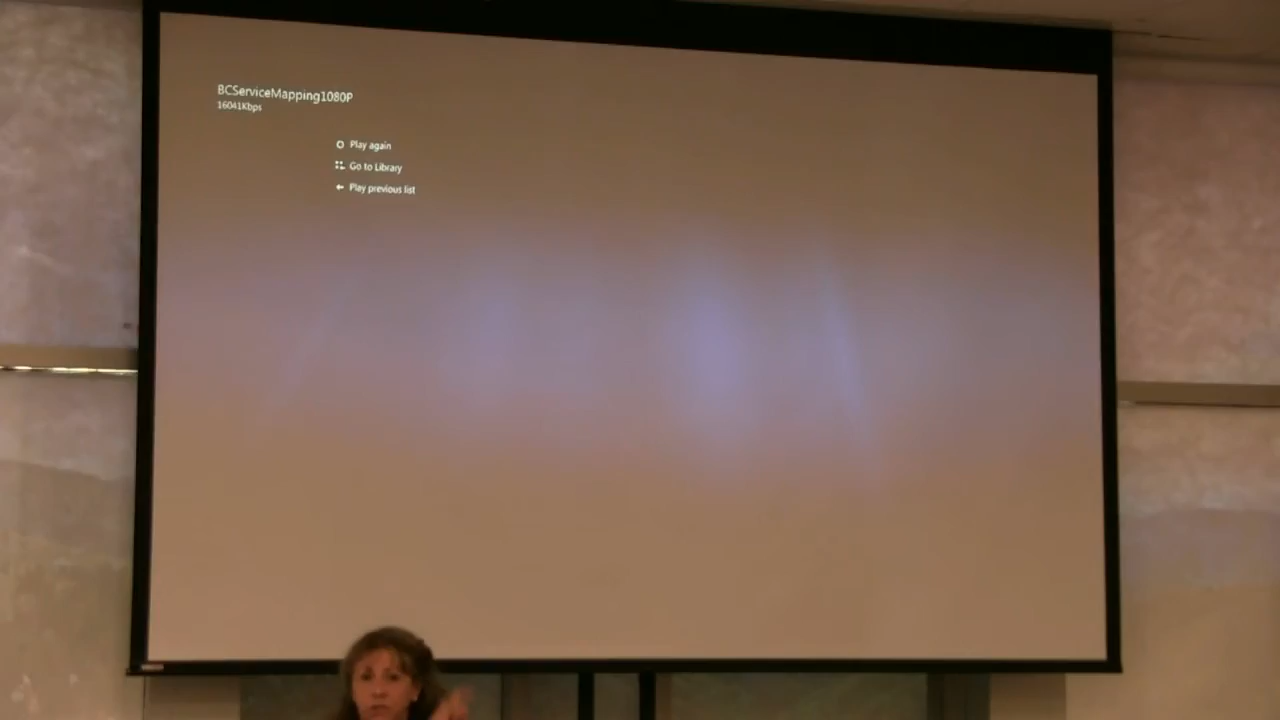 BCServiceMapping1080P
16041Kbps
Play again
Go to Library
Play previous list